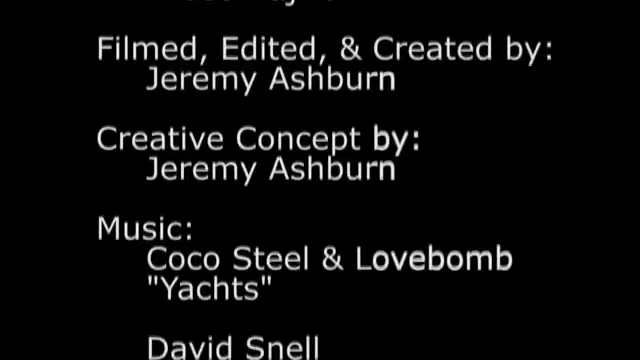 Filmed, Edited, & Created by:
Jeremy Ashburn
Creative Concept by:
Jeremy Ashburn
Music:
Coco Steel & Lovebomb
"Yachts"
David Snell